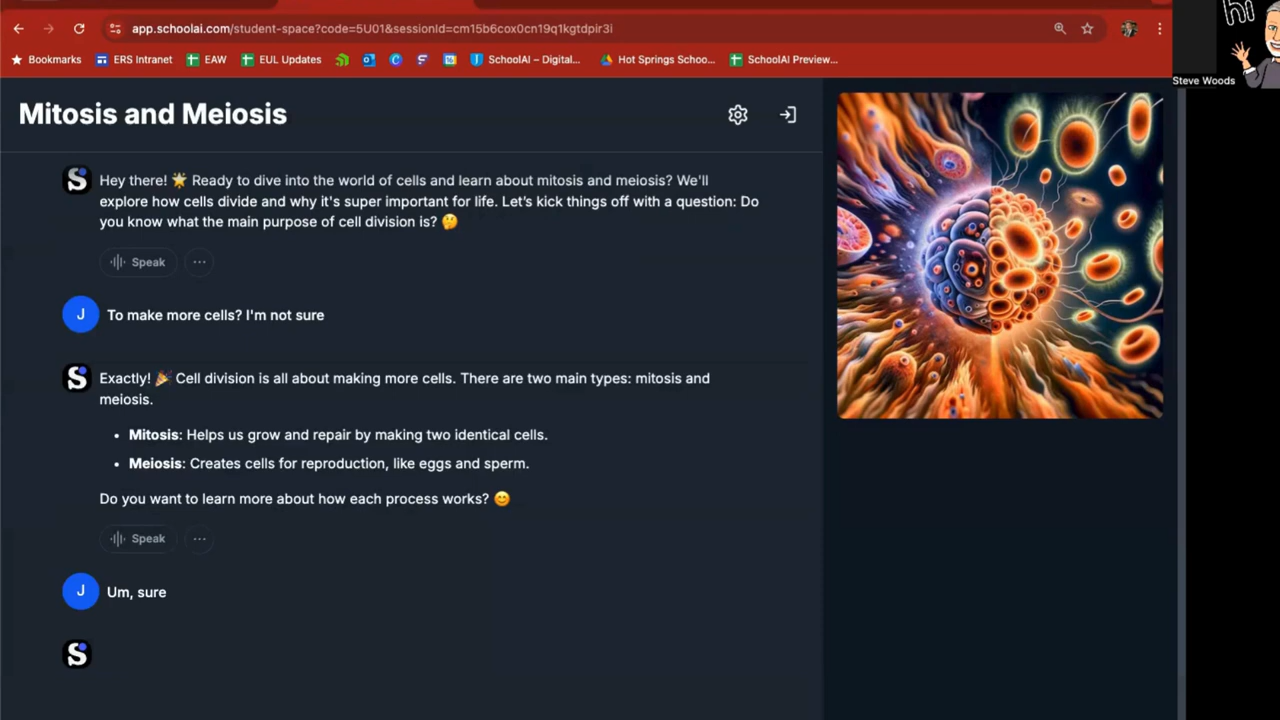 app.schoolai.com/student-space?code=5U01&sessionId=cm15b6cox0cn19q1kgtdpir3i
Bookmarks ERS Intranet EAW EUL Updates SchoolAI – Digital... Hot Springs Schoo... SchoolAI Preview...
hi
Steve Woods
Mitosis and Meiosis
Hey there! 🌟 Ready to dive into the world of cells and learn about mitosis and meiosis? We'll
explore how cells divide and why it's super important for life. Let's kick things off with a question: Do
you know what the main purpose of cell division is? 🤔
Speak
J To make more cells? I'm not sure
Exactly! 🎉 Cell division is all about making more cells. There are two main types: mitosis and
meiosis.
• Mitosis: Helps us grow and repair by making two identical cells.
• Meiosis: Creates cells for reproduction, like eggs and sperm.
Do you want to learn more about how each process works? 😊
Speak
J Um, sure